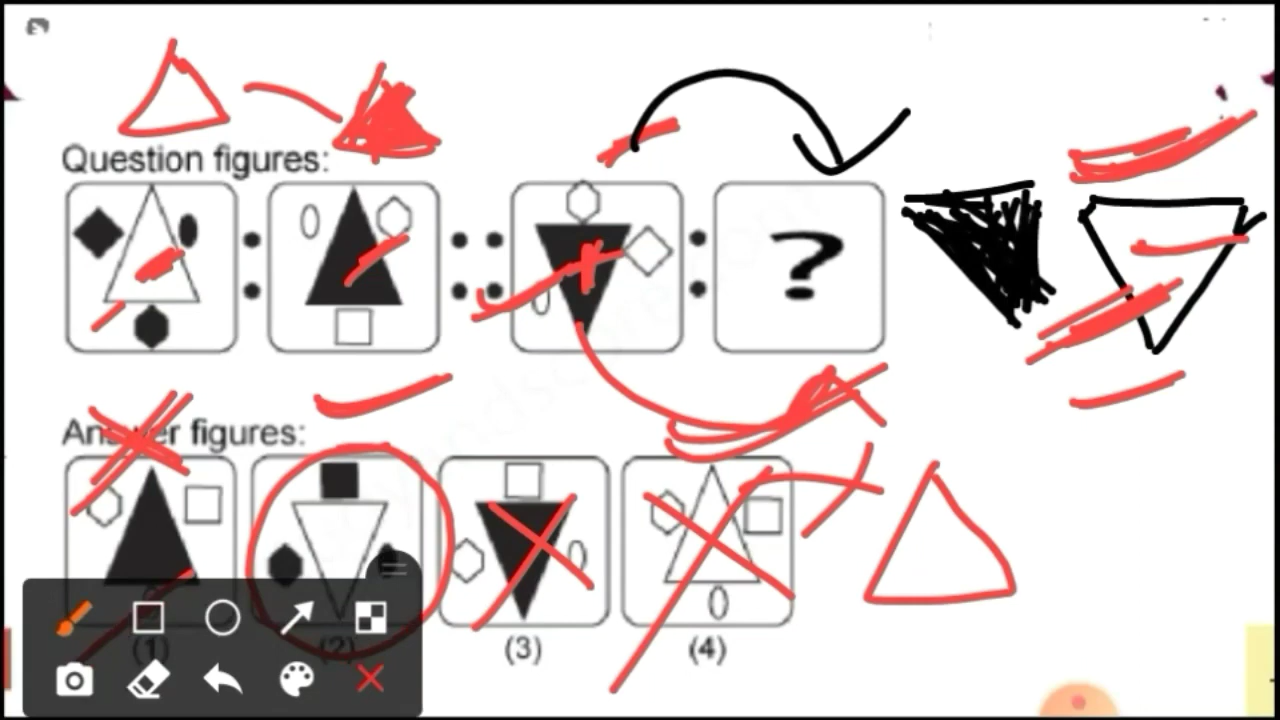 Question figures:
?
Answer figures:
(1) (2) (3) (4)